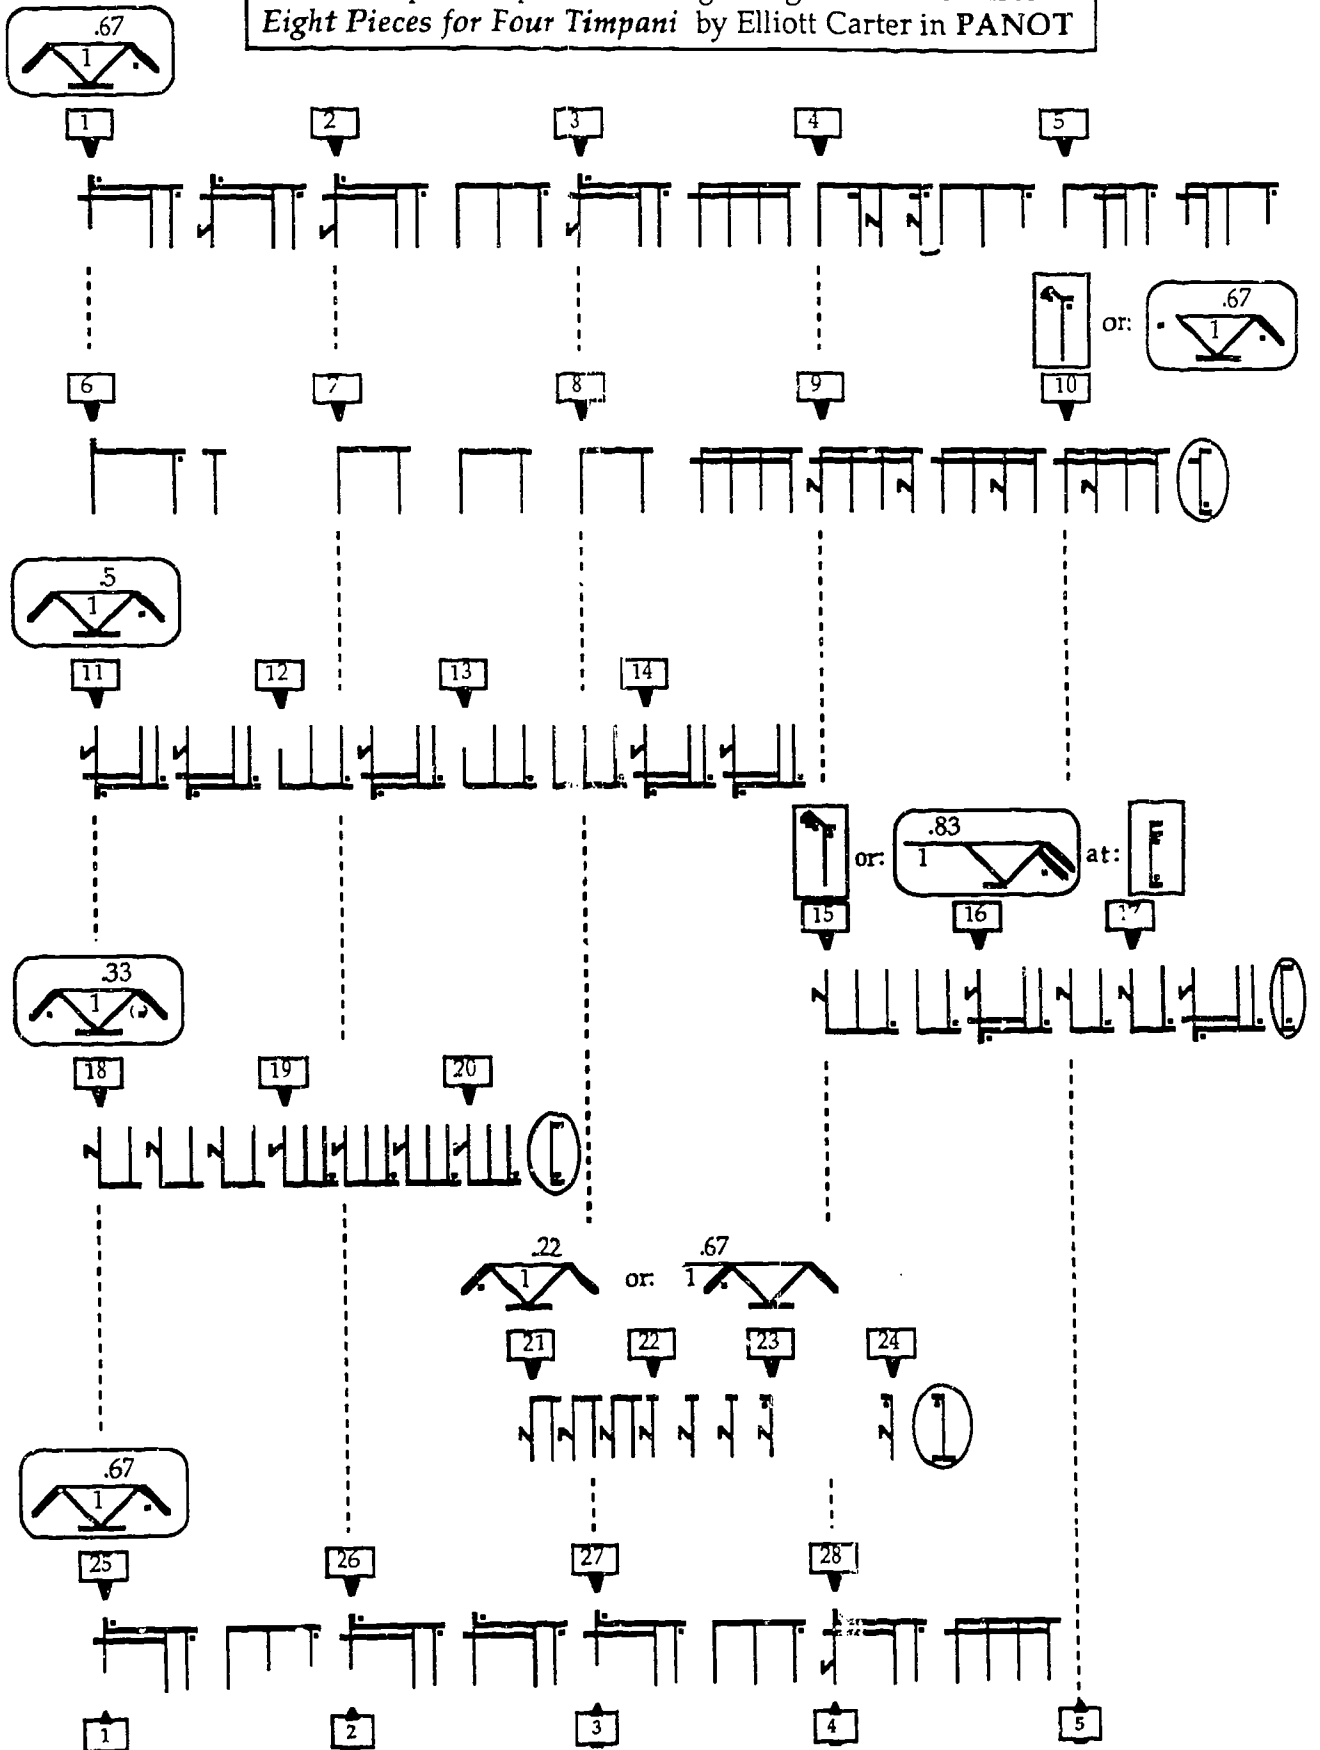 Eight Pieces for Four Timpani by Elliott Carter in PANOT
.67
1
1 2 3 4 5
or: .67
1
6 7 8 9 10
.5
1
11 12 13 14
or: .83 at:
1
15 16 17
.33
1
18 19 20
.22 or: .67
1 1
21 22 23 24
.67
1
25 26 27 28
1 2 3 4 5